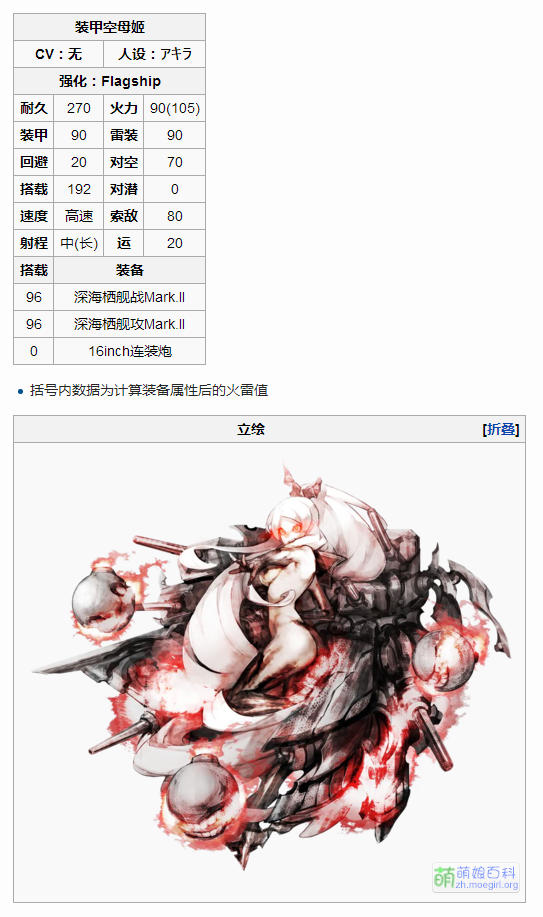 装甲空母姬
CV：无 人设：アキラ
强化：Flagship
耐久 270 火力 90(105)
装甲 90 雷装 90
回避 20 对空 70
搭载 192 对潜 0
速度 高速 索敌 80
射程 中(长) 运 20
搭载 装备
96 深海栖舰战Mark.II
96 深海栖舰攻Mark.II
0 16inch连装炮
括号内数据为计算装备属性后的火雷值
立绘 [折叠]
萌 萌娘百科
zh.moegirl.org